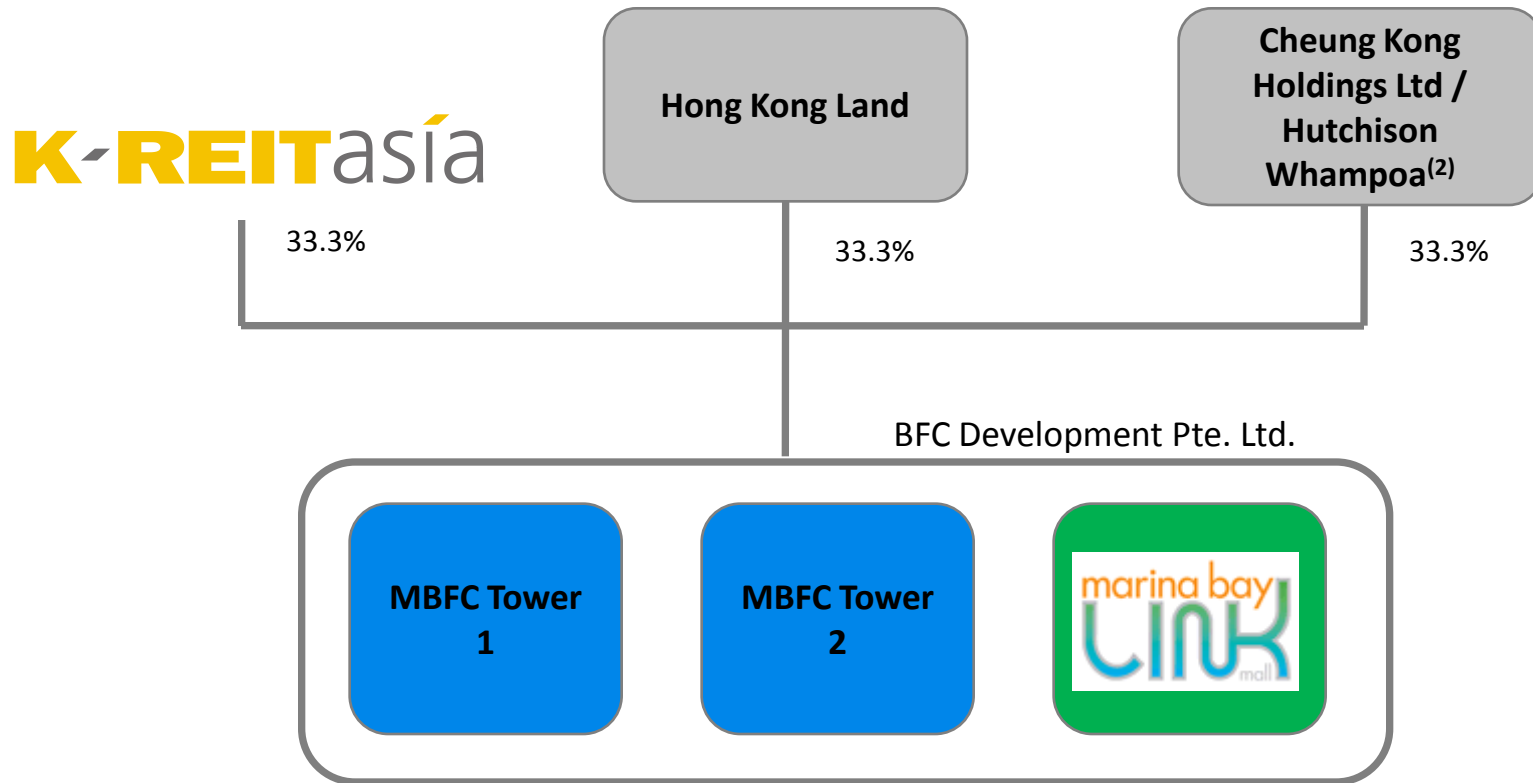 K-REITasia
Hong Kong Land
Cheung Kong
Holdings Ltd /
Hutchison
Whampoa(2)
33.3%
33.3%
33.3%
BFC Development Pte. Ltd.
MBFC Tower
1
MBFC Tower
2
marina bay
LINK
mall